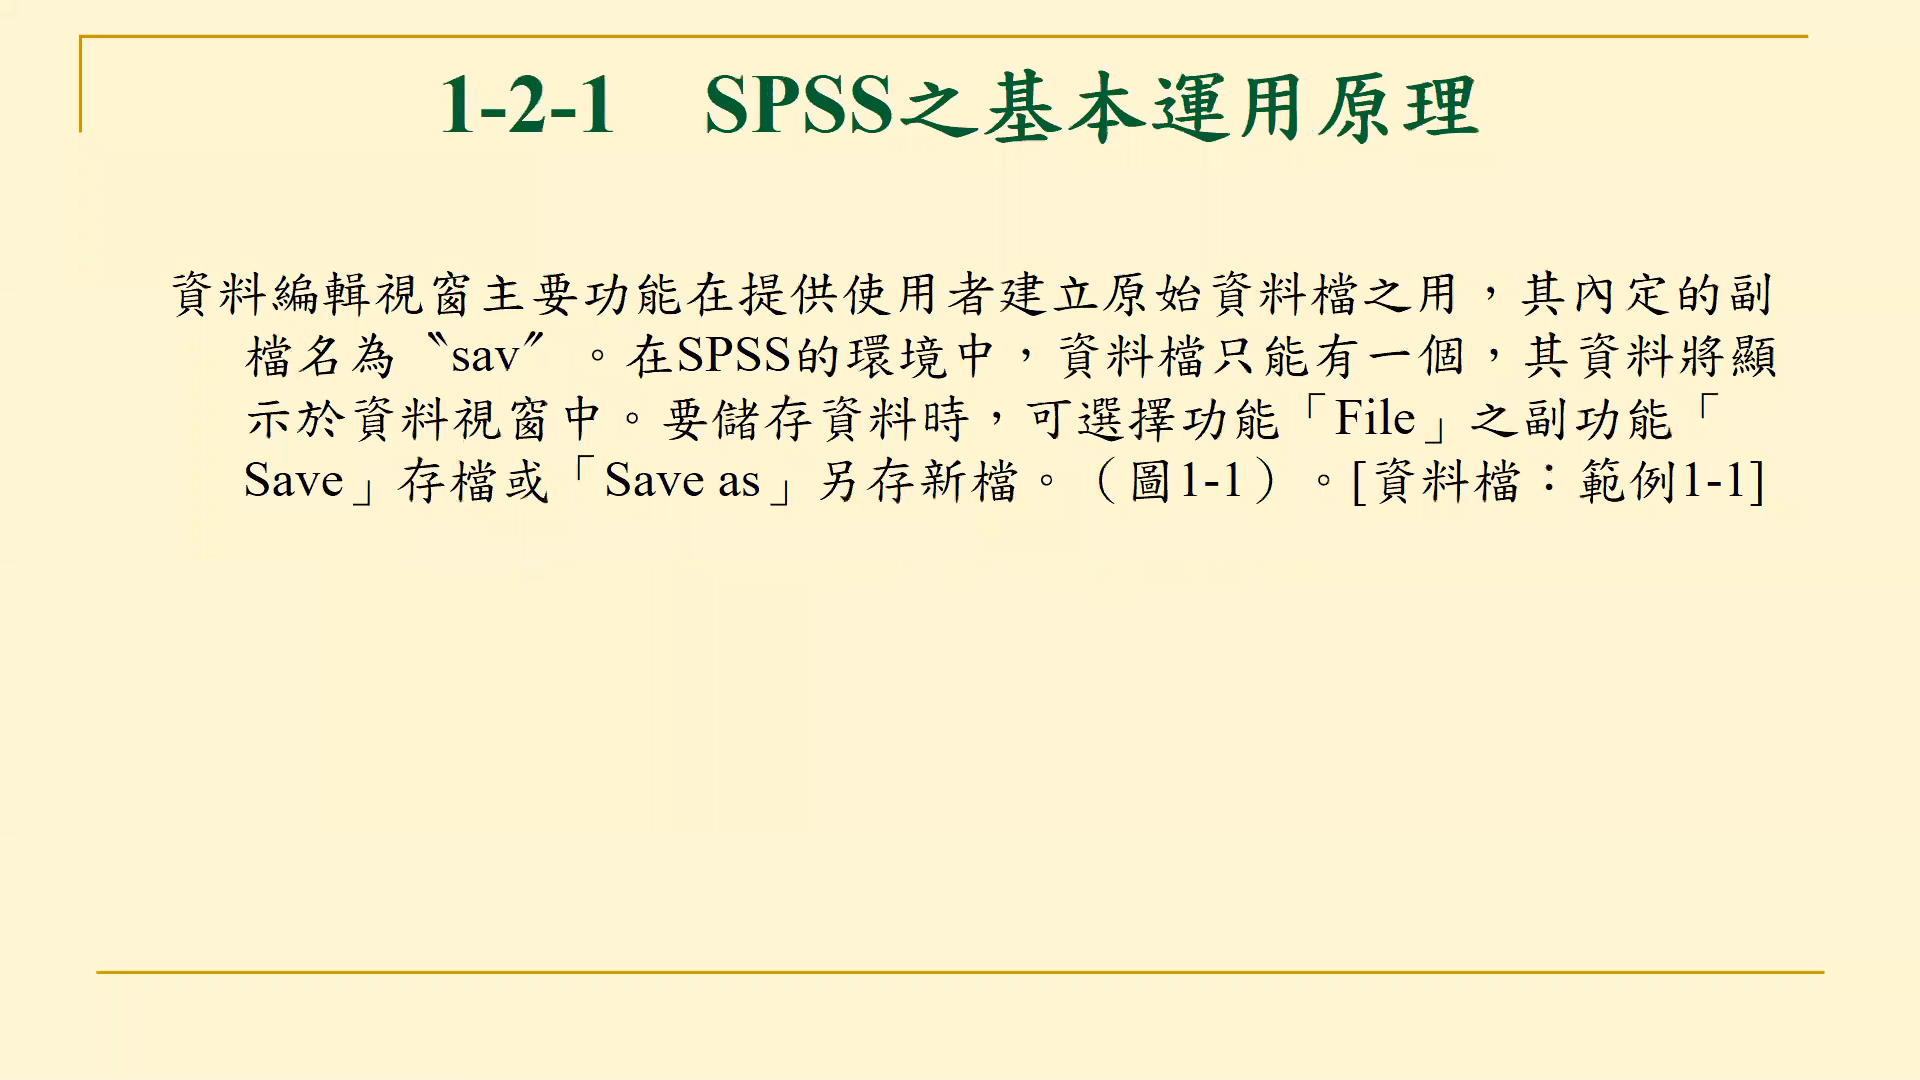 1-2-1　SPSS之基本運用原理
資料編輯視窗主要功能在提供使用者建立原始資料檔之用，其內定的副
檔名為〝sav〞。在SPSS的環境中，資料檔只能有一個，其資料將顯
示於資料視窗中。要儲存資料時，可選擇功能「File」之副功能「
Save」存檔或「Save as」另存新檔。（圖1-1）。[資料檔：範例1-1]